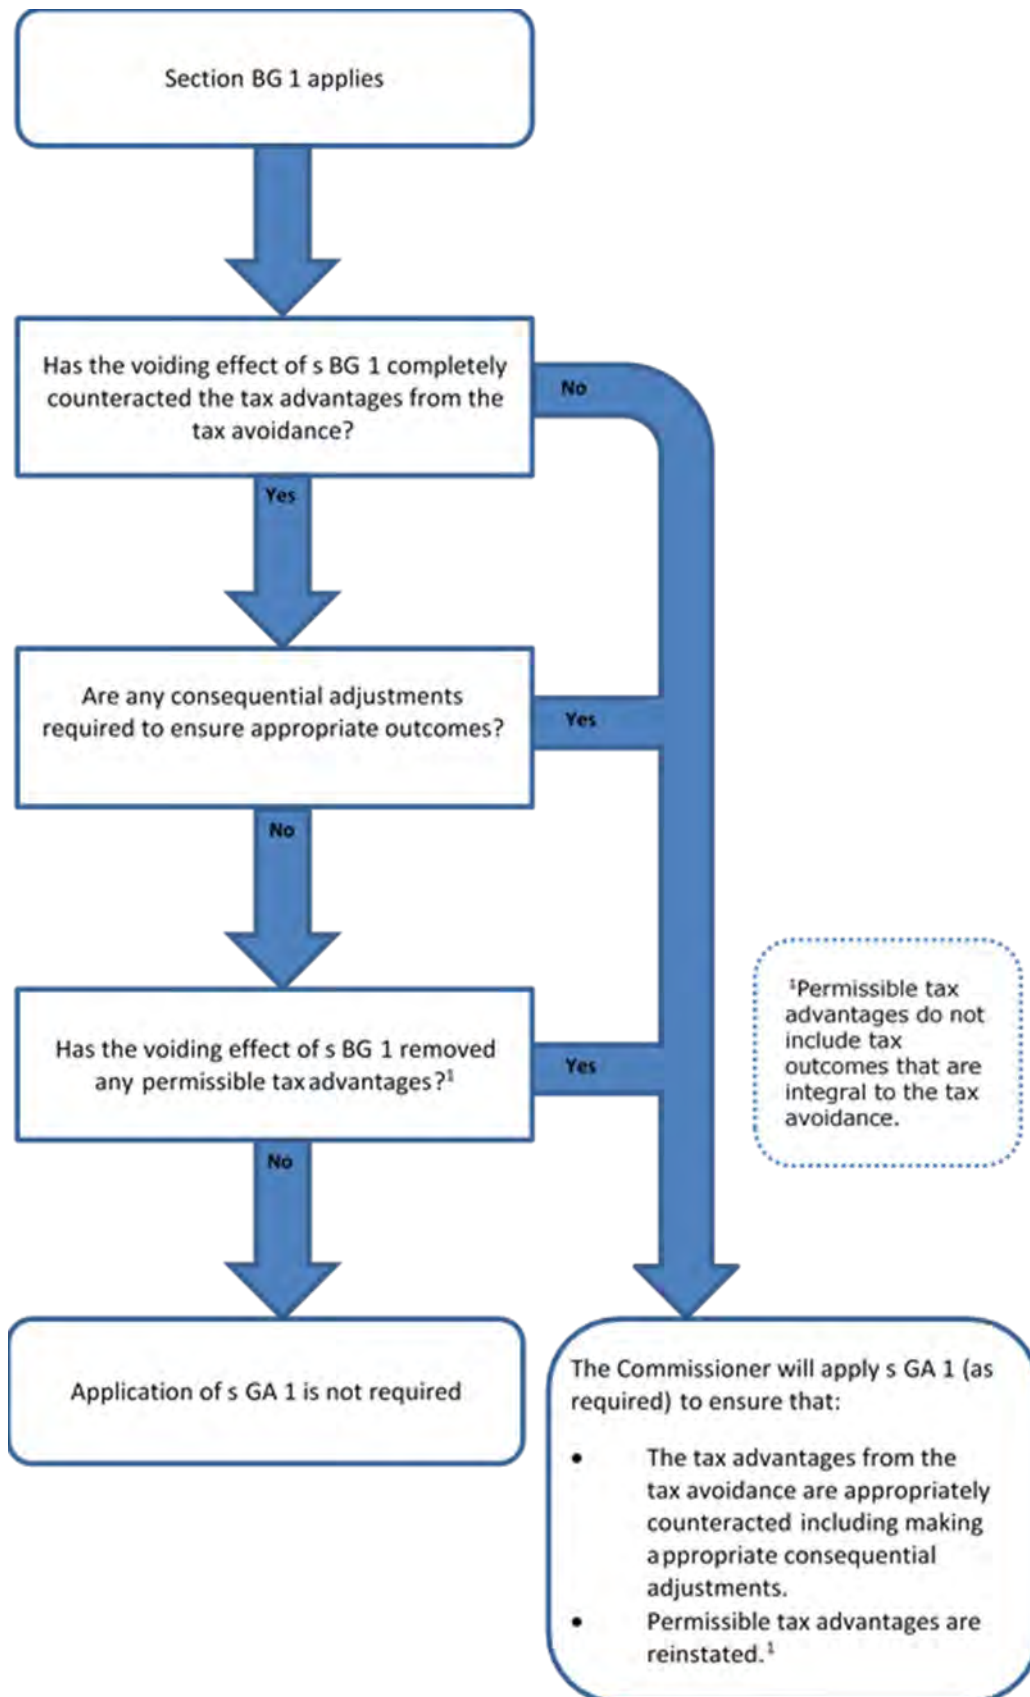 Section BG 1 applies
Has the voiding effect of s BG 1 completely
counteracted the tax advantages from the
tax avoidance?
No
Yes
Are any consequential adjustments
required to ensure appropriate outcomes?
Yes
No
¹Permissible tax
advantages do not
include tax
outcomes that are
integral to the tax
avoidance.
Has the voiding effect of s BG 1 removed
any permissible tax advantages?¹
Yes
No
Application of s GA 1 is not required
The Commissioner will apply s GA 1 (as
required) to ensure that:
• The tax advantages from the
tax avoidance are appropriately
counteracted including making
appropriate consequential
adjustments.
• Permissible tax advantages are
reinstated.¹